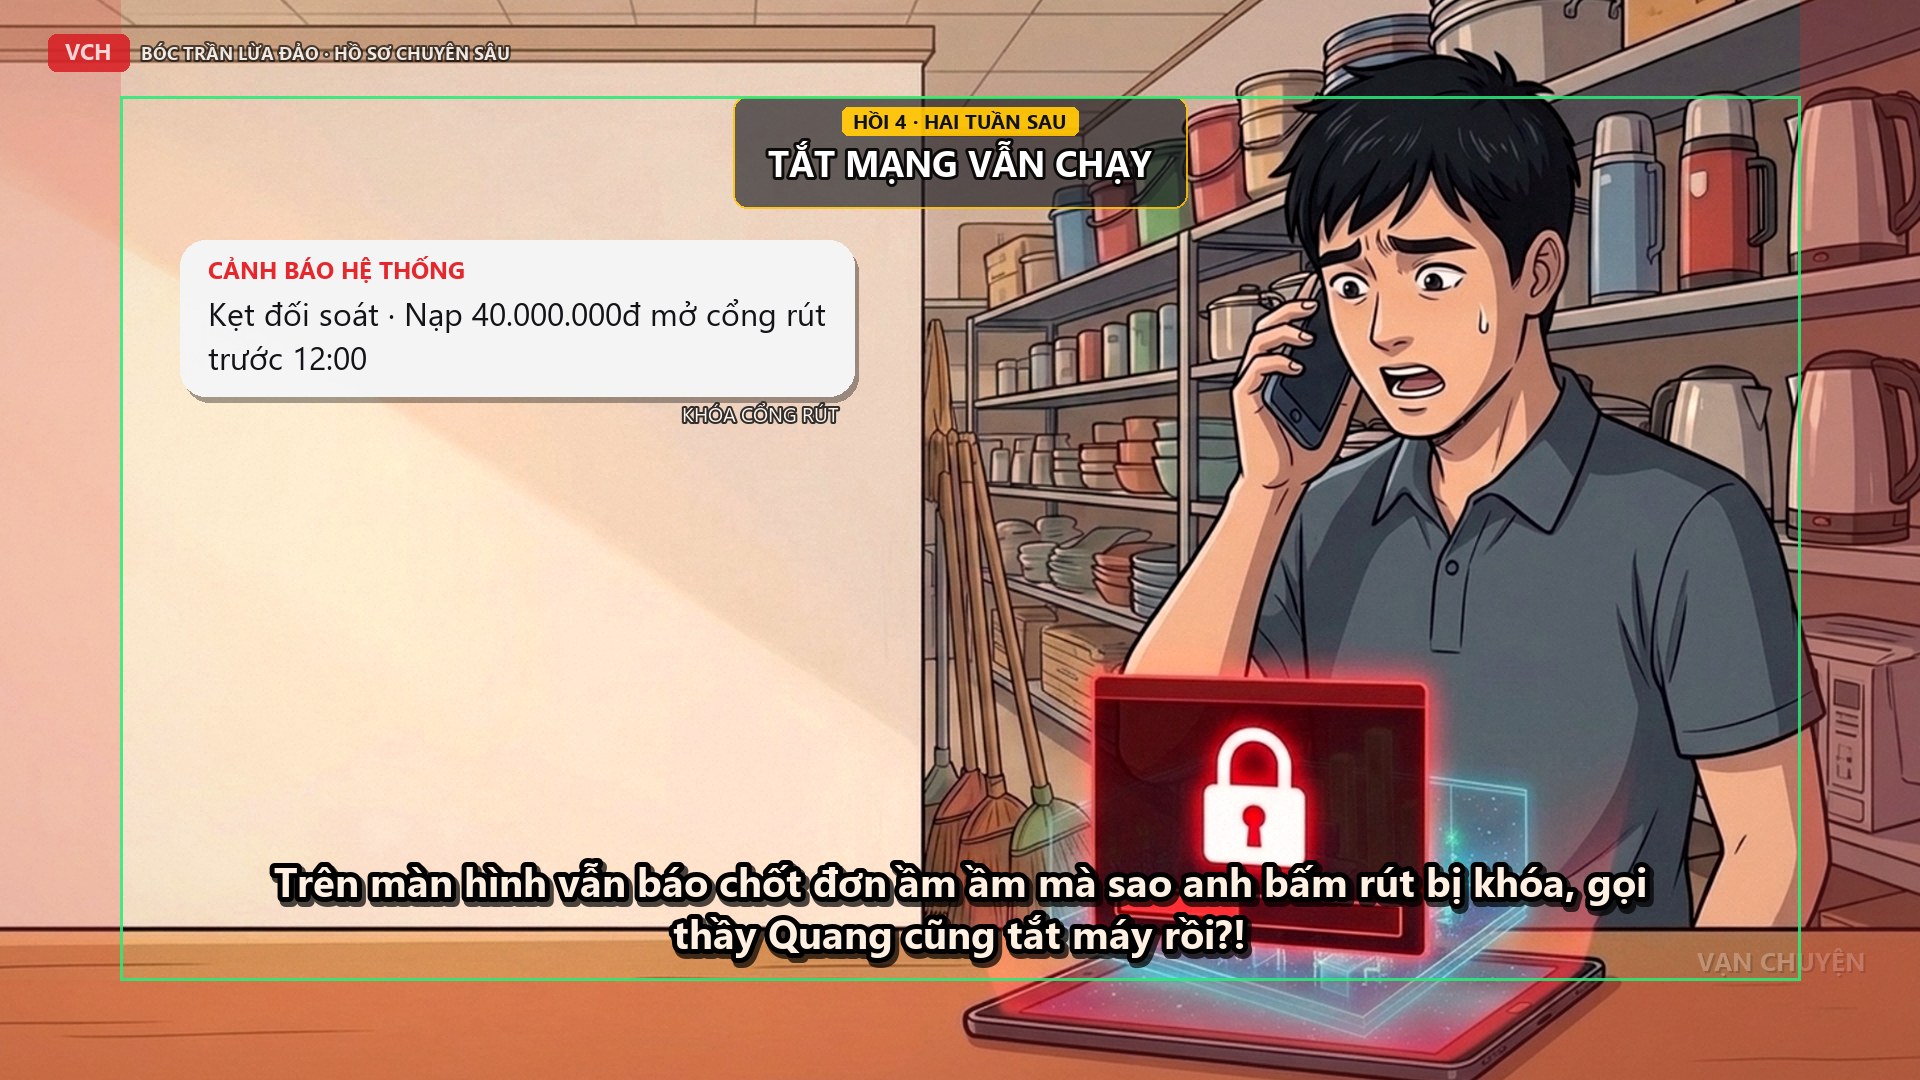 VCH BÓC TRẦN LỪA ĐẢO · HỒ SƠ CHUYÊN SÂU
HỒI 4 · HAI TUẦN SAU
TẮT MẠNG VẪN CHẠY
CẢNH BÁO HỆ THỐNG
Kẹt đối soát · Nạp 40.000.000đ mở cổng rút
trước 12:00
KHÓA CỔNG RÚT
Trên màn hình vẫn báo chốt đơn ầm ầm mà sao anh bấm rút bị khóa, gọi
thầy Quang cũng tắt máy rồi?!
VẠN CHUYỆN